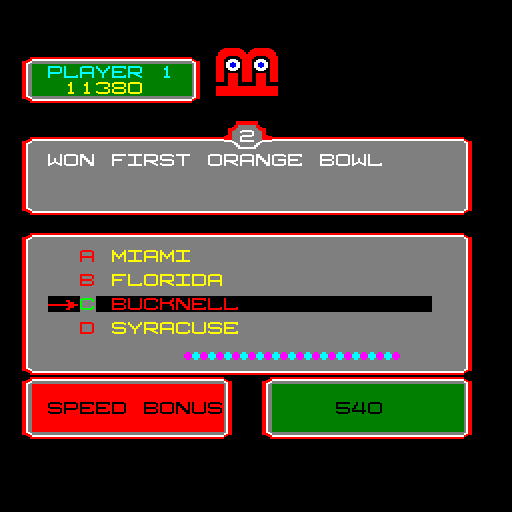 PLAYER 1
11380
2
WON FIRST ORANGE BOWL
A MIAMI
B FLORIDA
C BUCKNELL
D SYRACUSE
SPEED BONUS
540